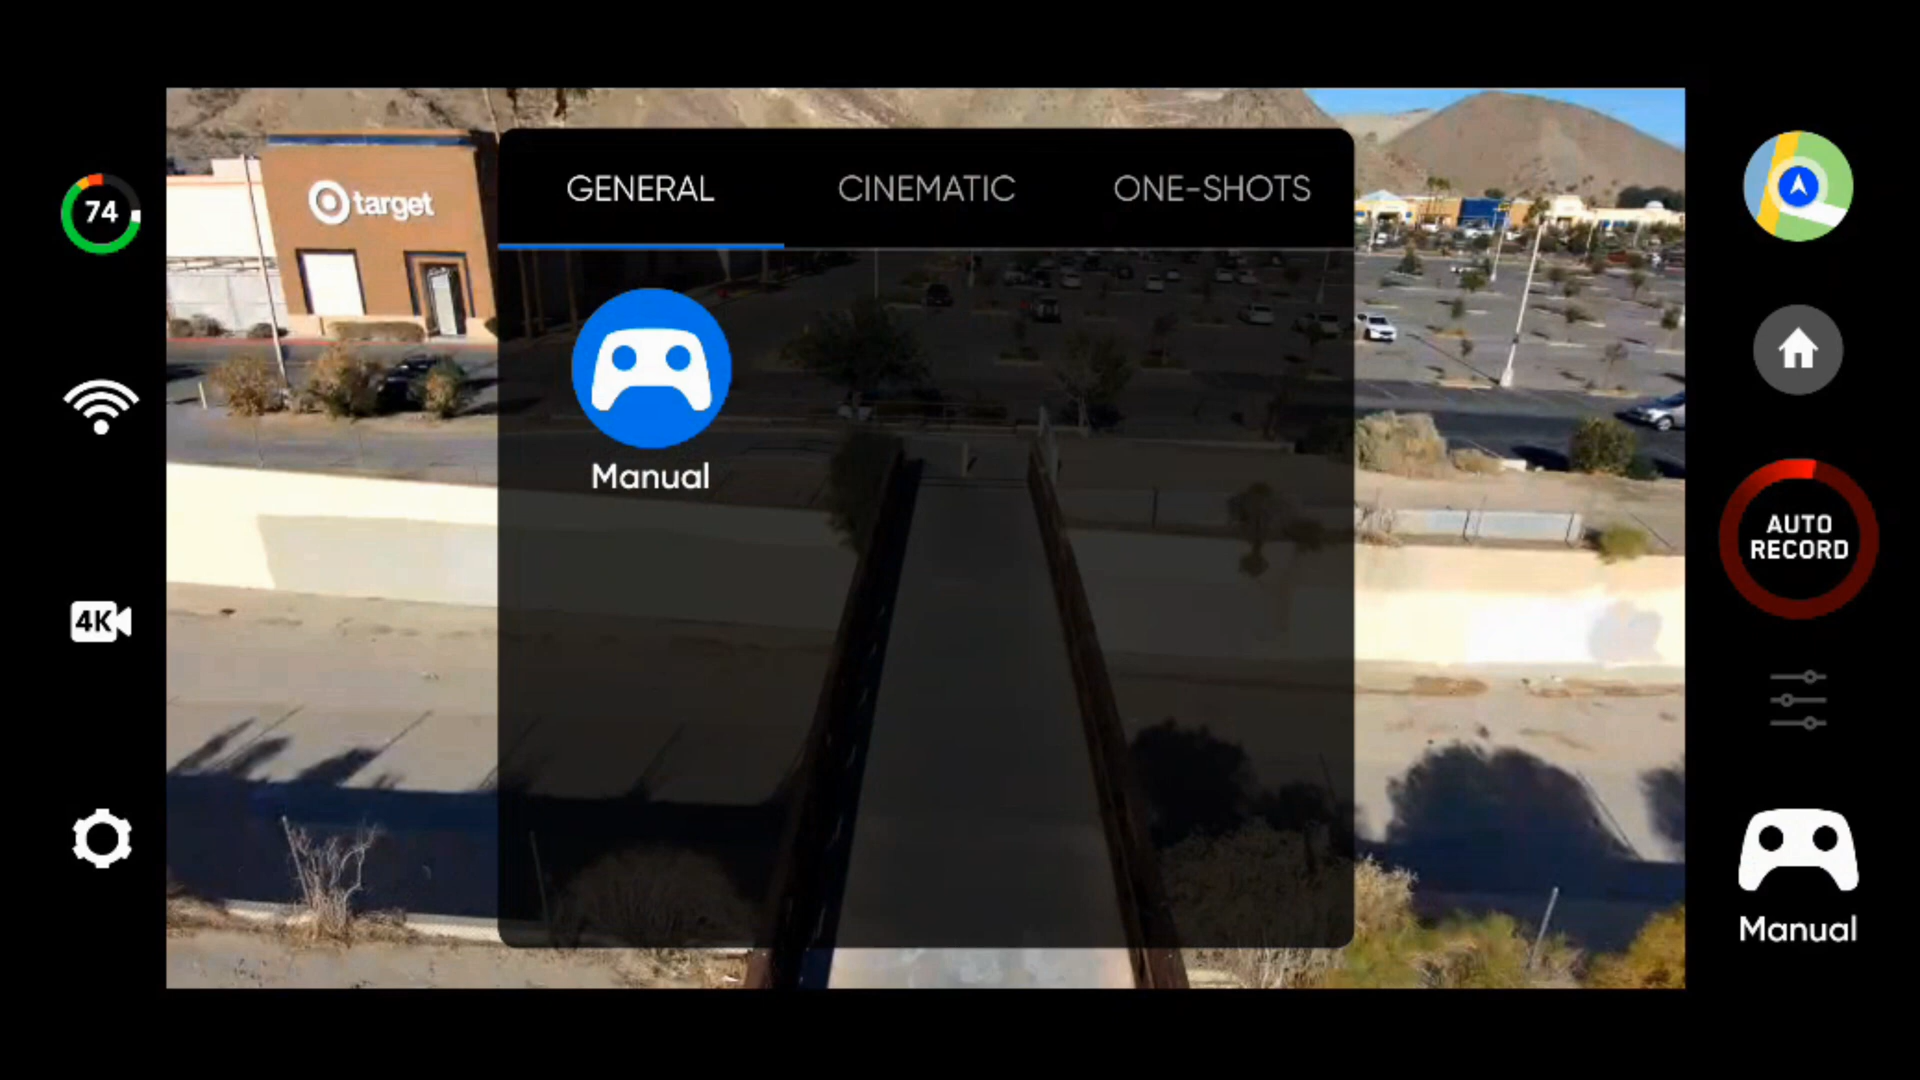 GENERAL
CINEMATIC
ONE-SHOTS
74
target
Manual
AUTO
RECORD
4K
Manual